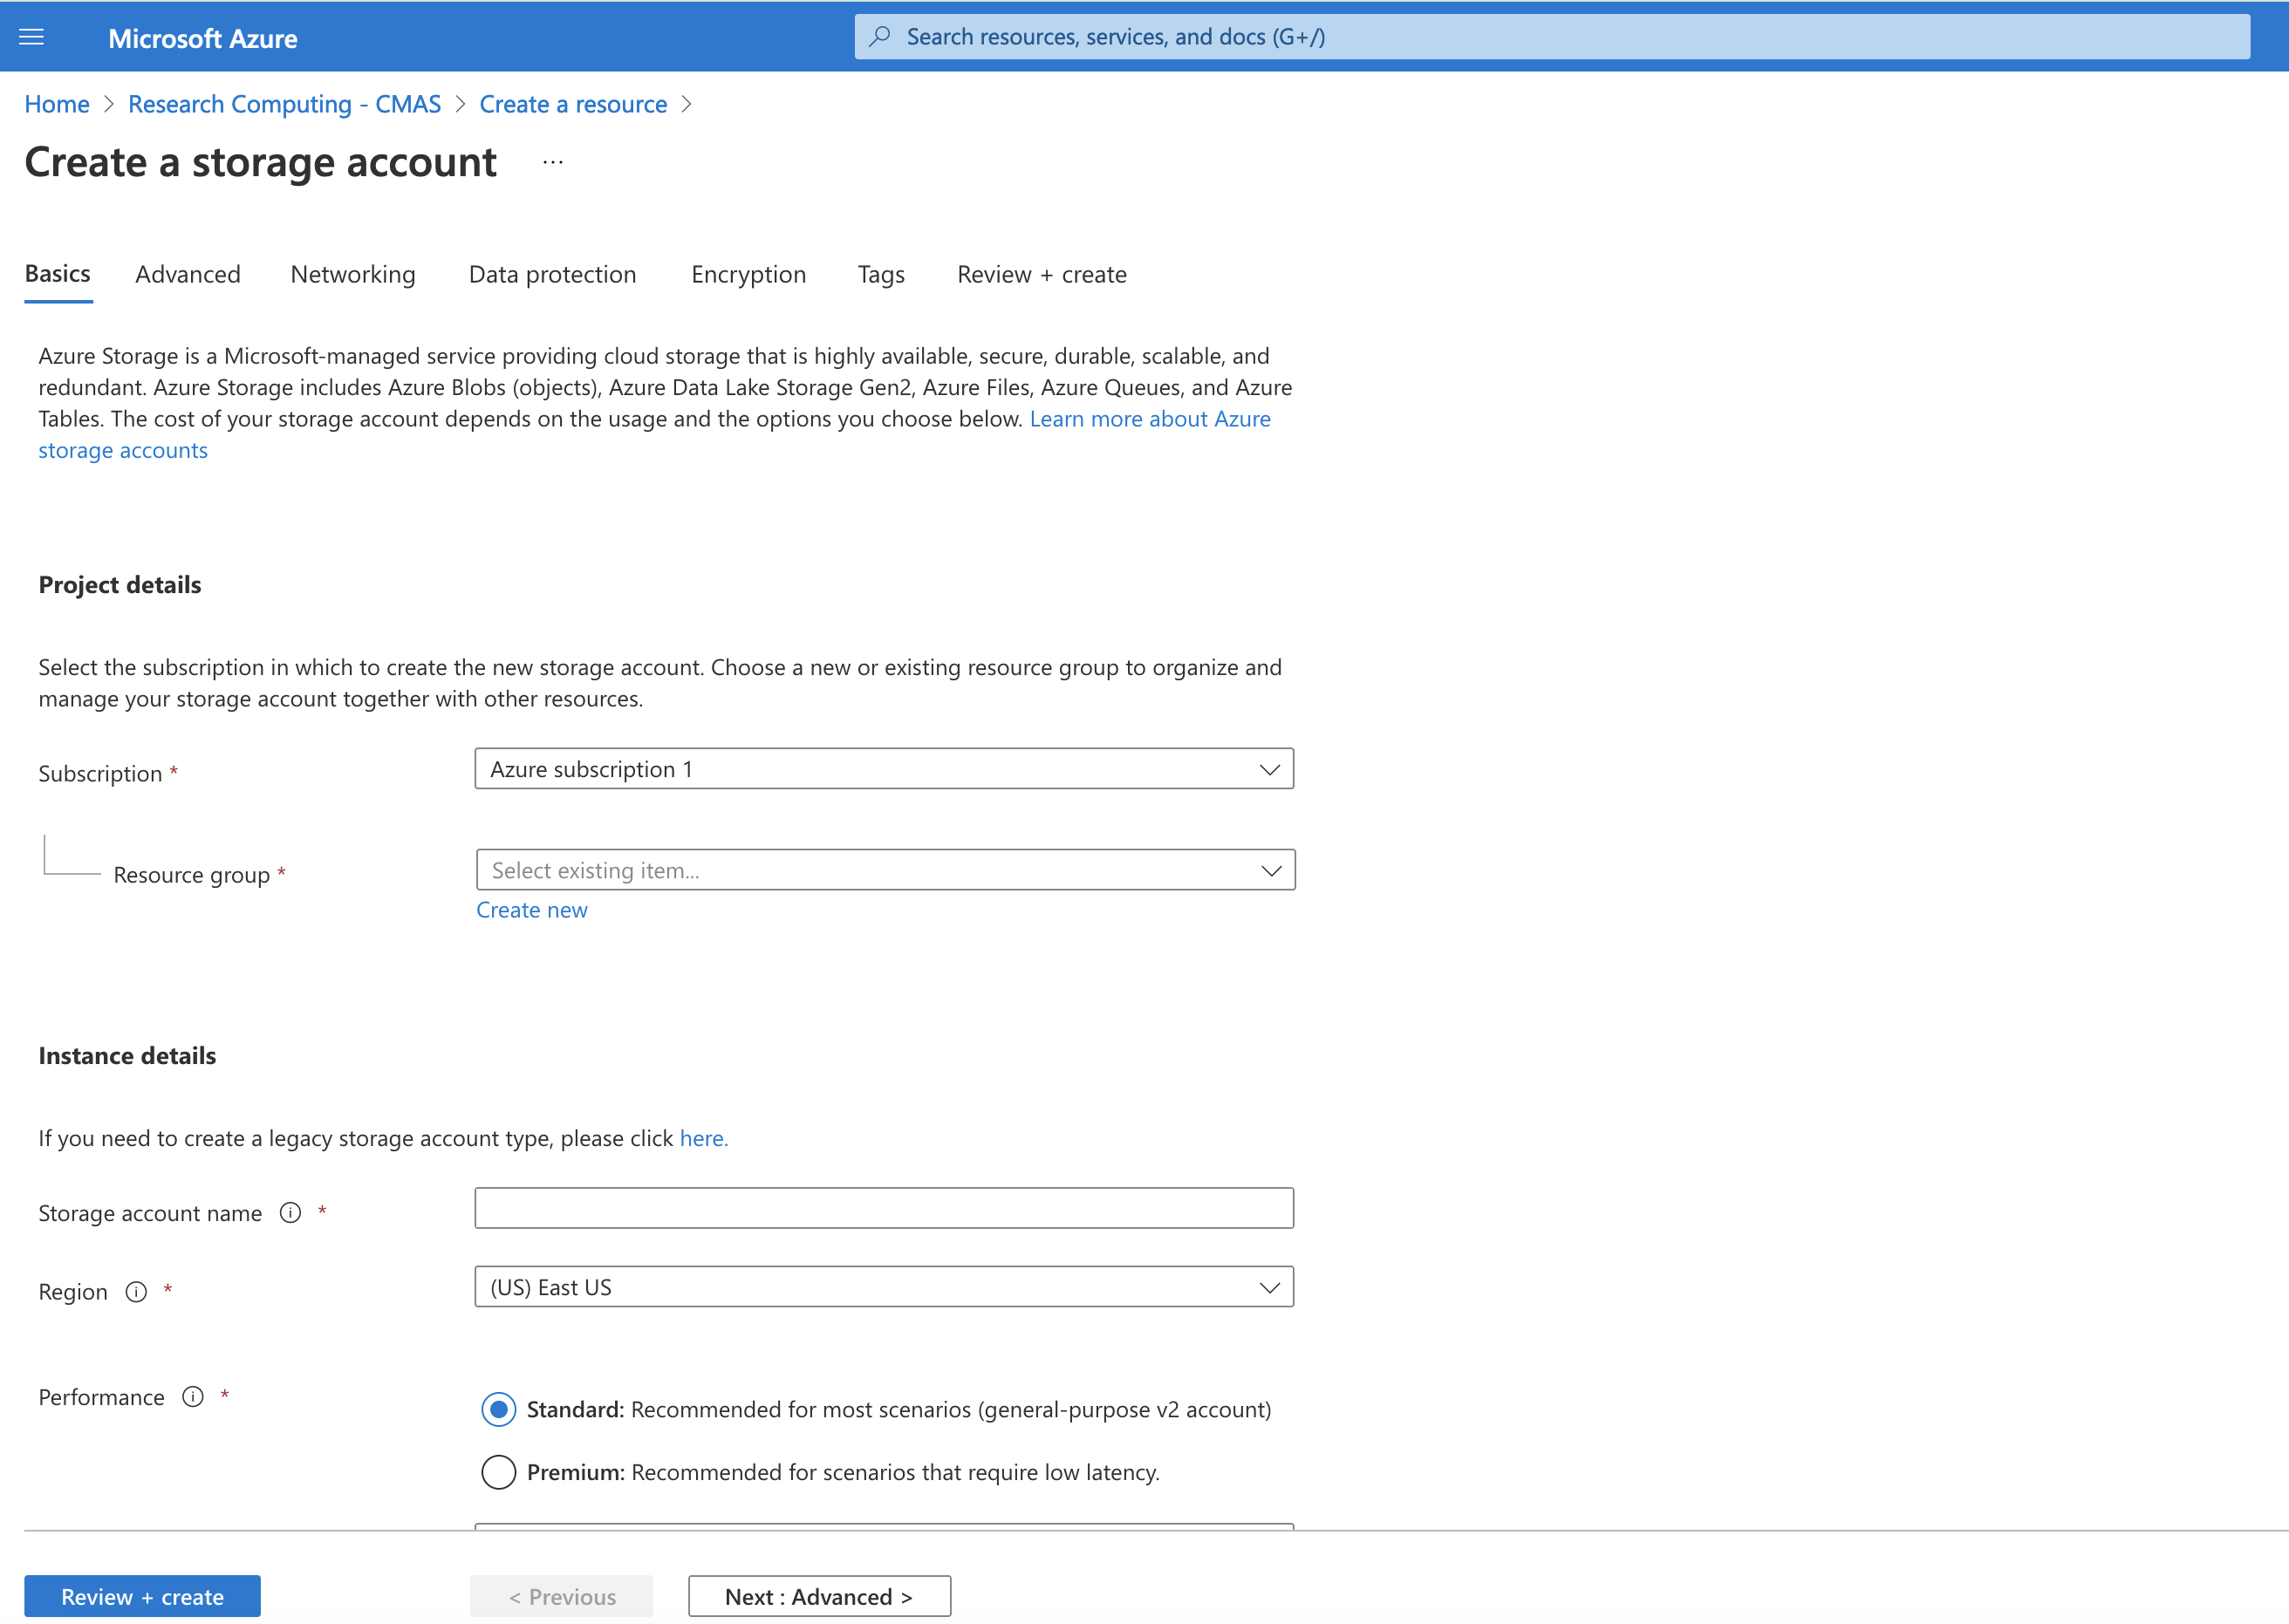 Microsoft Azure
Search resources, services, and docs (G+/)
Home > Research Computing - CMAS > Create a resource >
Create a storage account ...
Basics Advanced Networking Data protection Encryption Tags Review + create
Azure Storage is a Microsoft-managed service providing cloud storage that is highly available, secure, durable, scalable, and
redundant. Azure Storage includes Azure Blobs (objects), Azure Data Lake Storage Gen2, Azure Files, Azure Queues, and Azure
Tables. The cost of your storage account depends on the usage and the options you choose below. Learn more about Azure
storage accounts
Project details
Select the subscription in which to create the new storage account. Choose a new or existing resource group to organize and
manage your storage account together with other resources.
Subscription *
Azure subscription 1
Resource group *
Select existing item...
Create new
Instance details
If you need to create a legacy storage account type, please click here.
Storage account name *
Region *
(US) East US
Performance *
Standard: Recommended for most scenarios (general-purpose v2 account)
Premium: Recommended for scenarios that require low latency.
Review + create
< Previous
Next : Advanced >